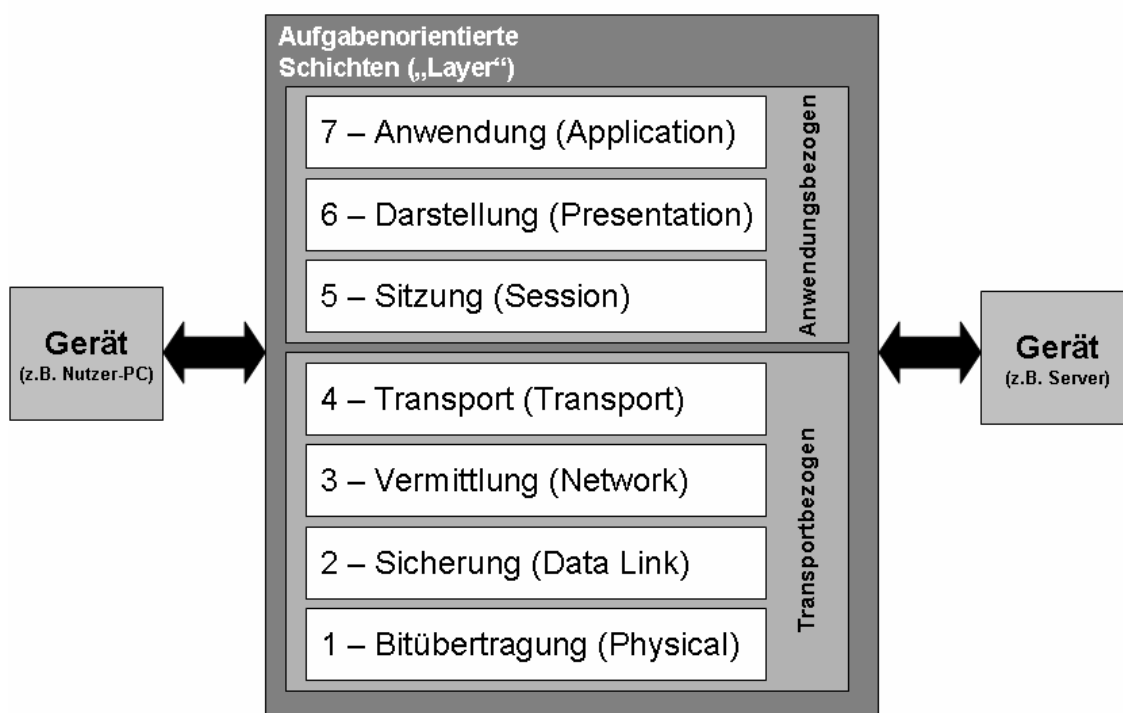 Aufgabenorientierte
Schichten („Layer“)
7 – Anwendung (Application)
6 – Darstellung (Presentation)
5 – Sitzung (Session)
Anwendungsbezogen
Gerät
(z.B. Nutzer-PC)
Gerät
(z.B. Server)
4 – Transport (Transport)
3 – Vermittlung (Network)
2 – Sicherung (Data Link)
1 – Bitübertragung (Physical)
Transportbezogen